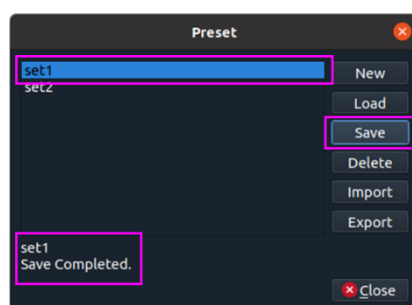 Preset
set1
set2
New
Load
Save
Delete
Import
Export
set1
Save Completed.
Close